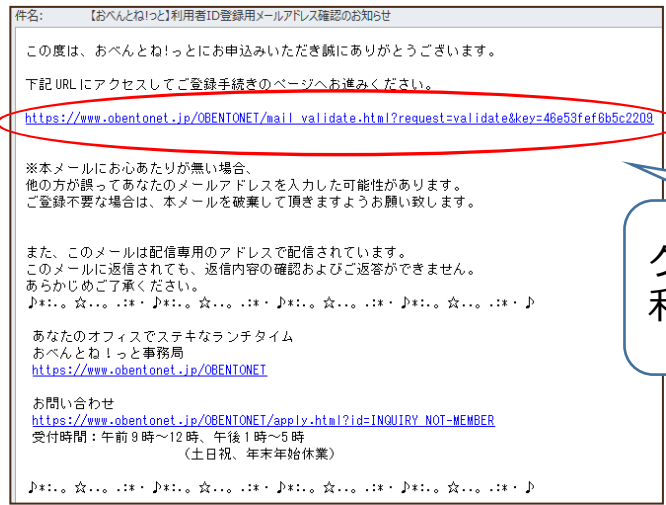 件名: 【おべんとね!っと】利用者ID登録用メールアドレス確認のお知らせ
この度は、おべんとね!っとにお申込みいただき誠にありがとうございます。
下記URLにアクセスしてご登録手続きのページへお進みください。
https://www.obentonet.jp/OBENTONET/mail_validate.html?request=validate&key=46e53fef6b5c2209
※本メールにお心あたりが無い場合、
他の方が誤ってあなたのメールアドレスを入力した可能性があります。
ご登録不要な場合は、本メールを破棄して頂きますようお願い致します。
また、このメールは配信専用のアドレスで配信されています。
このメールに返信されても、返信内容の確認およびご返答ができません。
あらかじめご了承ください。
♪*:.。☆..。.:*・♪*:.。☆..。.:*・♪*:.。☆..。.:*・♪*:.。☆..。.:*・♪
あなたのオフィスでステキなランチタイム
おべんとね！っと事務局
https://www.obentonet.jp/OBENTONET
お問い合わせ
https://www.obentonet.jp/OBENTONET/apply.html?id=INQUIRY_NOT-MEMBER
受付時間：午前9時～12時、午後1時～5時
（土日祝、年末年始休業）
♪*:.。☆..。.:*・♪*:.。☆..。.:*・♪*:.。☆..。.:*・♪*:.。☆..。.:*・♪